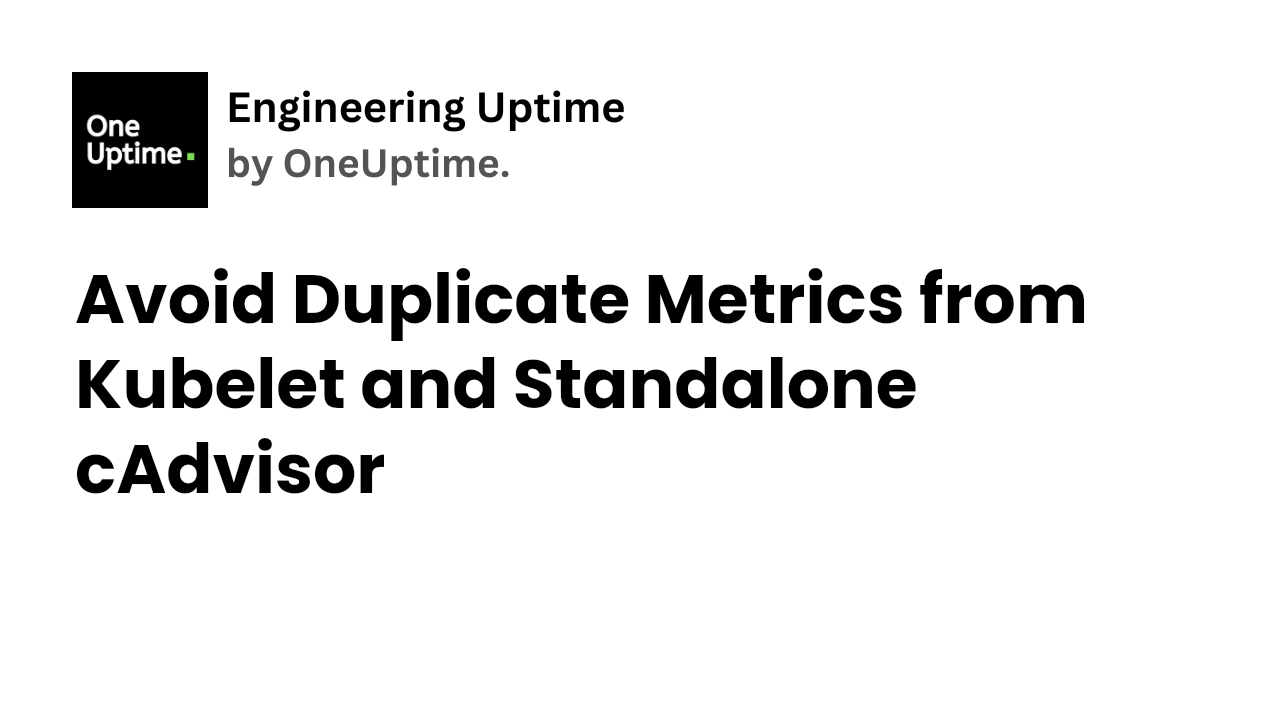 One
Uptime.
Engineering Uptime
by OneUptime.
Avoid Duplicate Metrics from
Kubelet and Standalone
cAdvisor